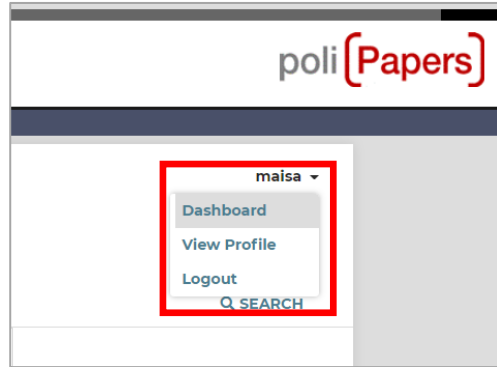 poli[Papers]
maisa
Dashboard
View Profile
Logout
SEARCH